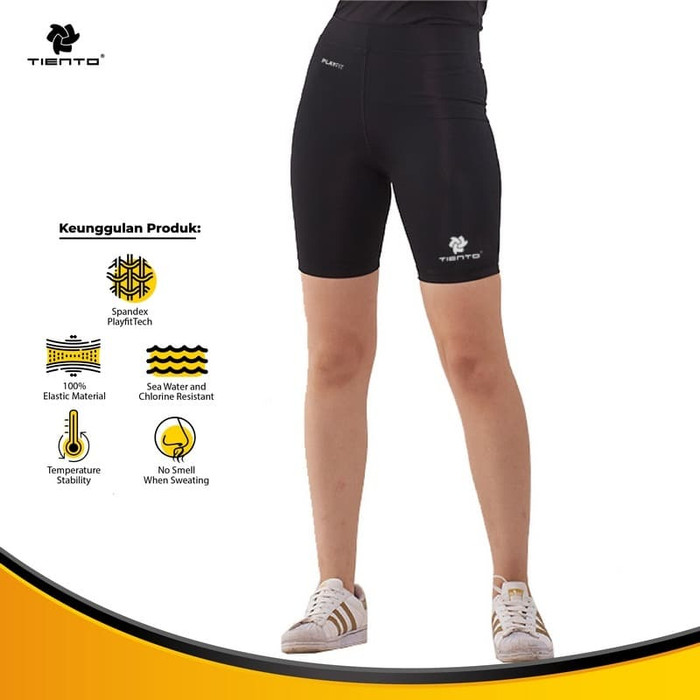 TIENTO®
PLAYFIT
TIENTO®
Keunggulan Produk:
Spandex
PlayfitTech
100%
Elastic Material
Sea Water and
Chlorine Resistant
Temperature
Stability
No Smell
When Sweating